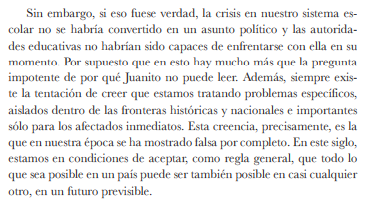 Sin embargo, si eso fuese verdad, la crisis en nuestro sistema es-
colar no se habría convertido en un asunto político y las autorida-
des educativas no habrían sido capaces de enfrentarse con ella en su
momento. Por supuesto que en esto hay mucho más que la pregunta
impotente de por qué Juanito no puede leer. Además, siempre exis-
te la tentación de creer que estamos tratando problemas específicos,
aislados dentro de las fronteras históricas y nacionales e importantes
sólo para los afectados inmediatos. Esta creencia, precisamente, es la
que en nuestra época se ha mostrado falsa por completo. En este siglo,
estamos en condiciones de aceptar, como regla general, que todo lo
que sea posible en un país puede ser también posible en casi cualquier
otro, en un futuro previsible.